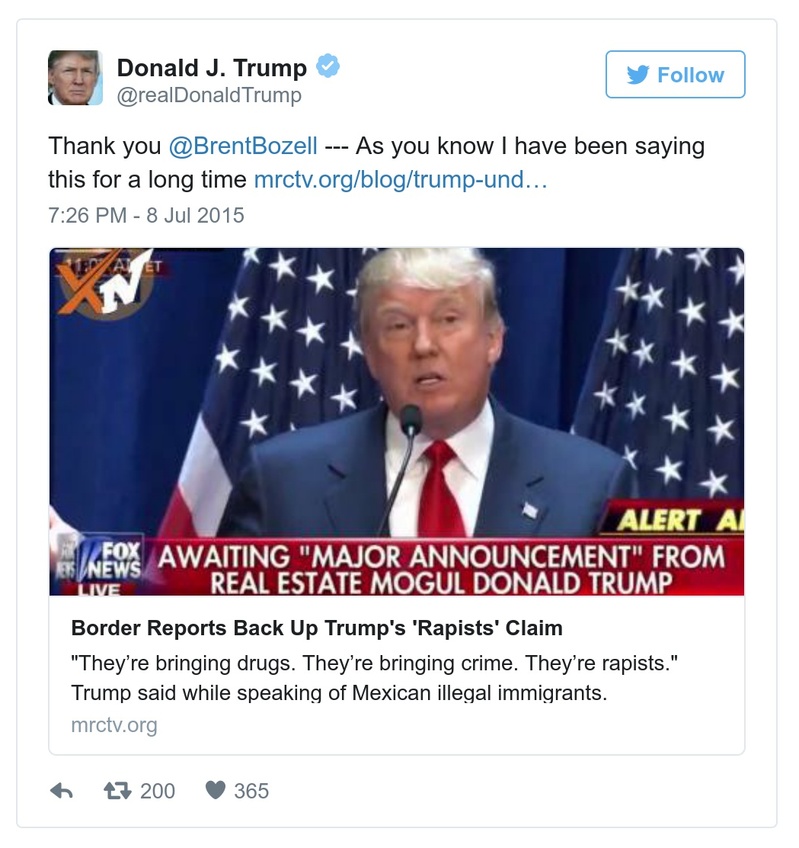 Donald J. Trump
@realDonaldTrump
Follow
Thank you @BrentBozell --- As you know I have been saying
this for a long time mrctv.org/blog/trump-und…
7:26 PM - 8 Jul 2015
XN
ET
ALERT
FOX
NEWS
LIVE
AWAITING "MAJOR ANNOUNCEMENT" FROM
REAL ESTATE MOGUL DONALD TRUMP
Border Reports Back Up Trump's 'Rapists' Claim
"They’re bringing drugs. They’re bringing crime. They’re rapists."
Trump said while speaking of Mexican illegal immigrants.
mrctv.org
200
365